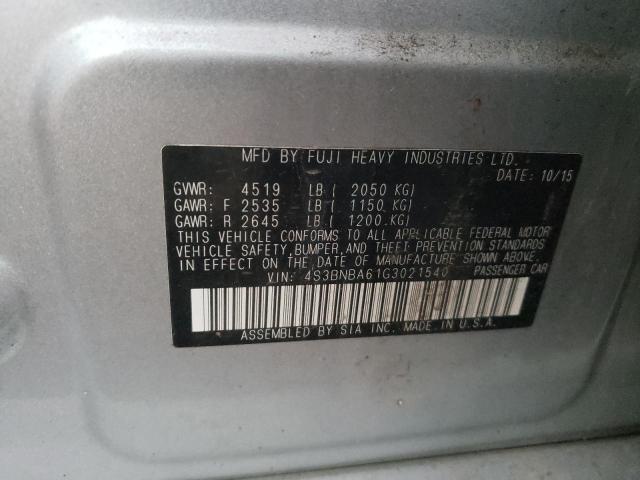 MFD BY FUJI HEAVY INDUSTRIES LTD.
DATE: 10/15
GVWR: 4519 LB ( 2050 KG)
GAWR: F 2535 LB ( 1150 KG)
GAWR: R 2645 LB ( 1200 KG)
THIS VEHICLE CONFORMS TO ALL APPLICABLE FEDERAL MOTOR
VEHICLE SAFETY, BUMPER, AND THEFT PREVENTION STANDARDS
IN EFFECT ON THE DATE OF MANUFACTURE SHOWN ABOVE.
VIN: 4S3BNBA61G3021540 PASSENGER CAR
ASSEMBLED BY SIA INC. MADE IN U.S.A.